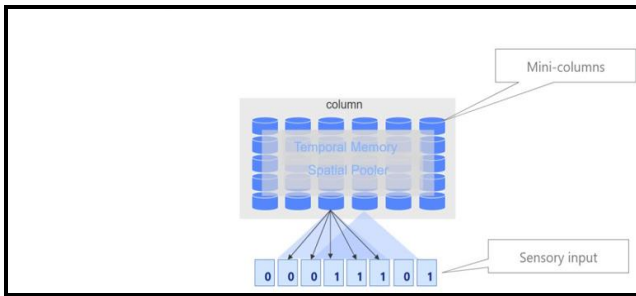 Mini-columns
column
Temporal Memory
Spatial Pooler
Sensory input
0 0 0 1 1 1 0 1